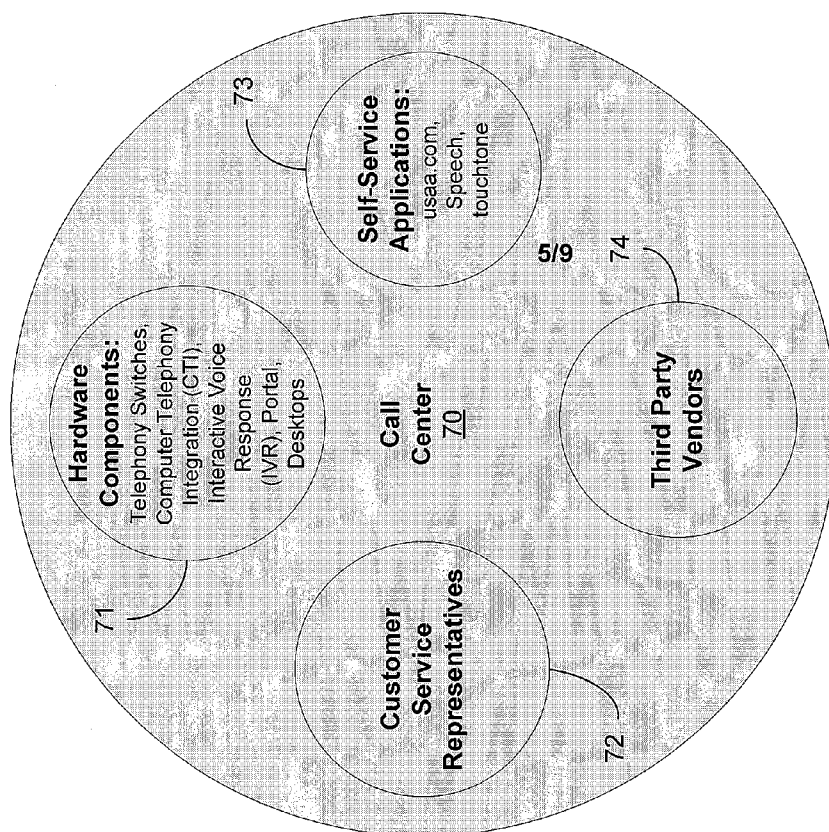 71
Hardware
Components:
Telephony Switches,
Computer Telephony
Integration (CTI),
Interactive Voice
Response
(IVR), Portal,
Desktops
73
Self-Service
Applications:
usaa.com,
Speech,
touchtone
Call
Center
70
5/9
Customer
Service
Representatives
72
Third Party
Vendors
74